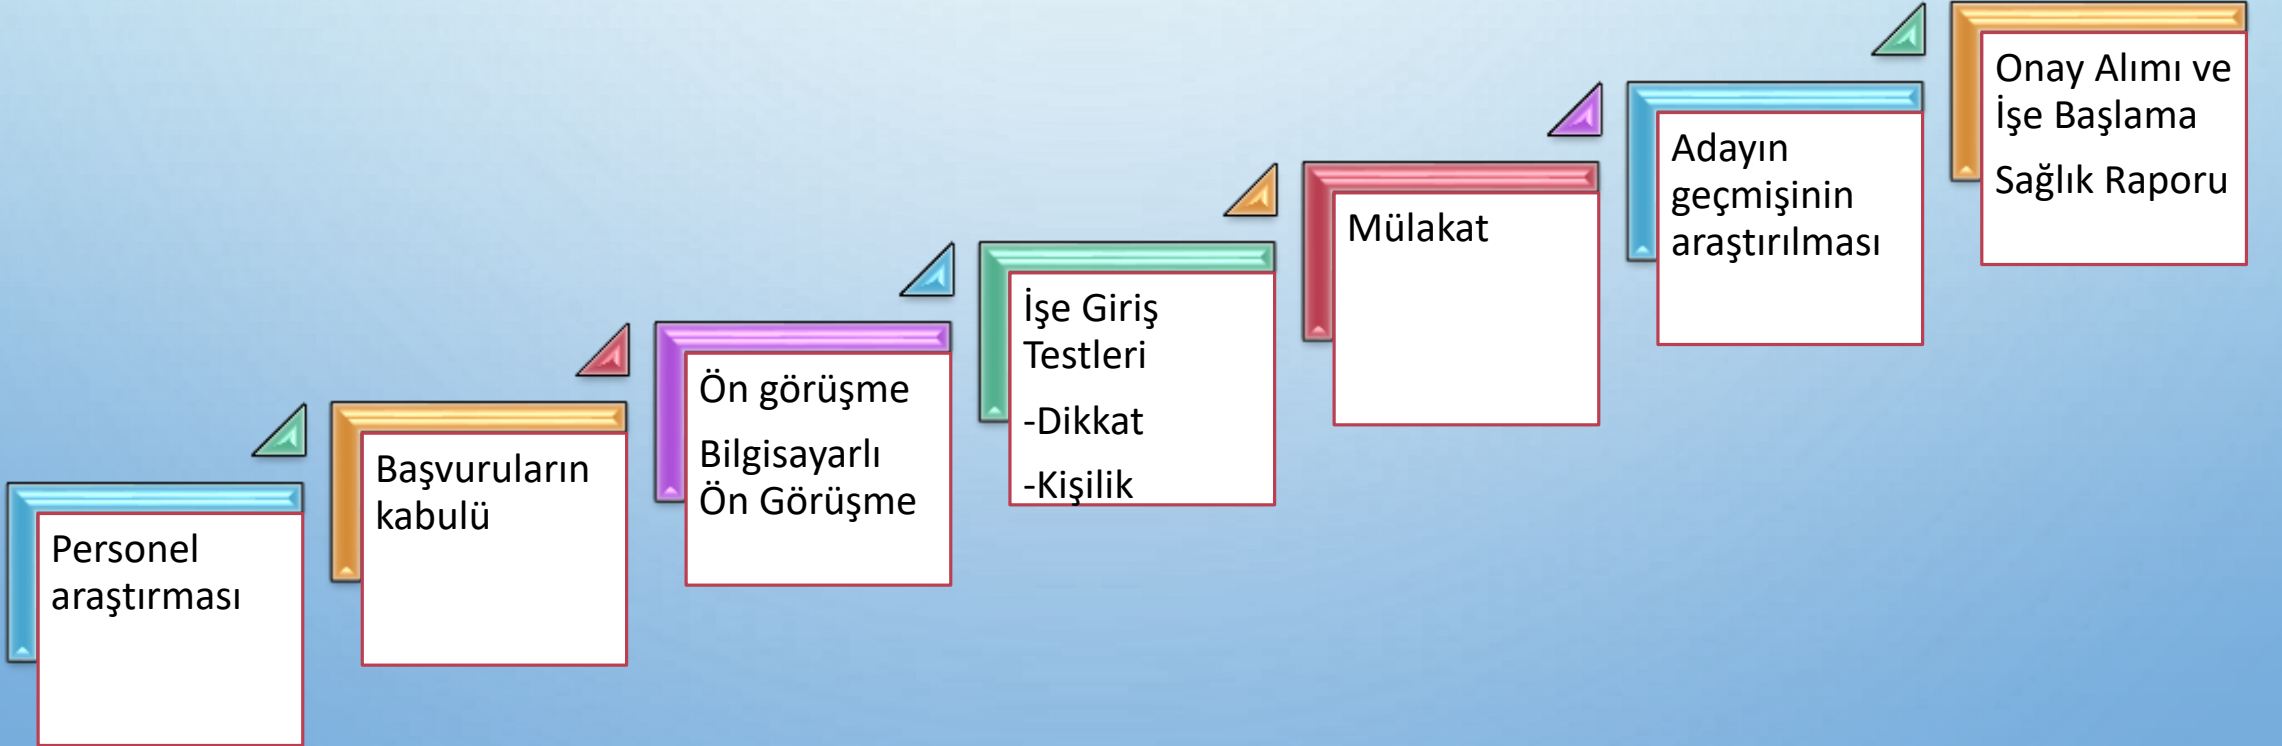 Personel
araştırması
Başvuruların
kabulü
Ön görüşme
Bilgisayarlı
Ön Görüşme
İşe Giriş
Testleri
-Dikkat
-Kişilik
Mülakat
Adayın
geçmişinin
araştırılması
Onay Alımı ve
İşe Başlama
Sağlık Raporu